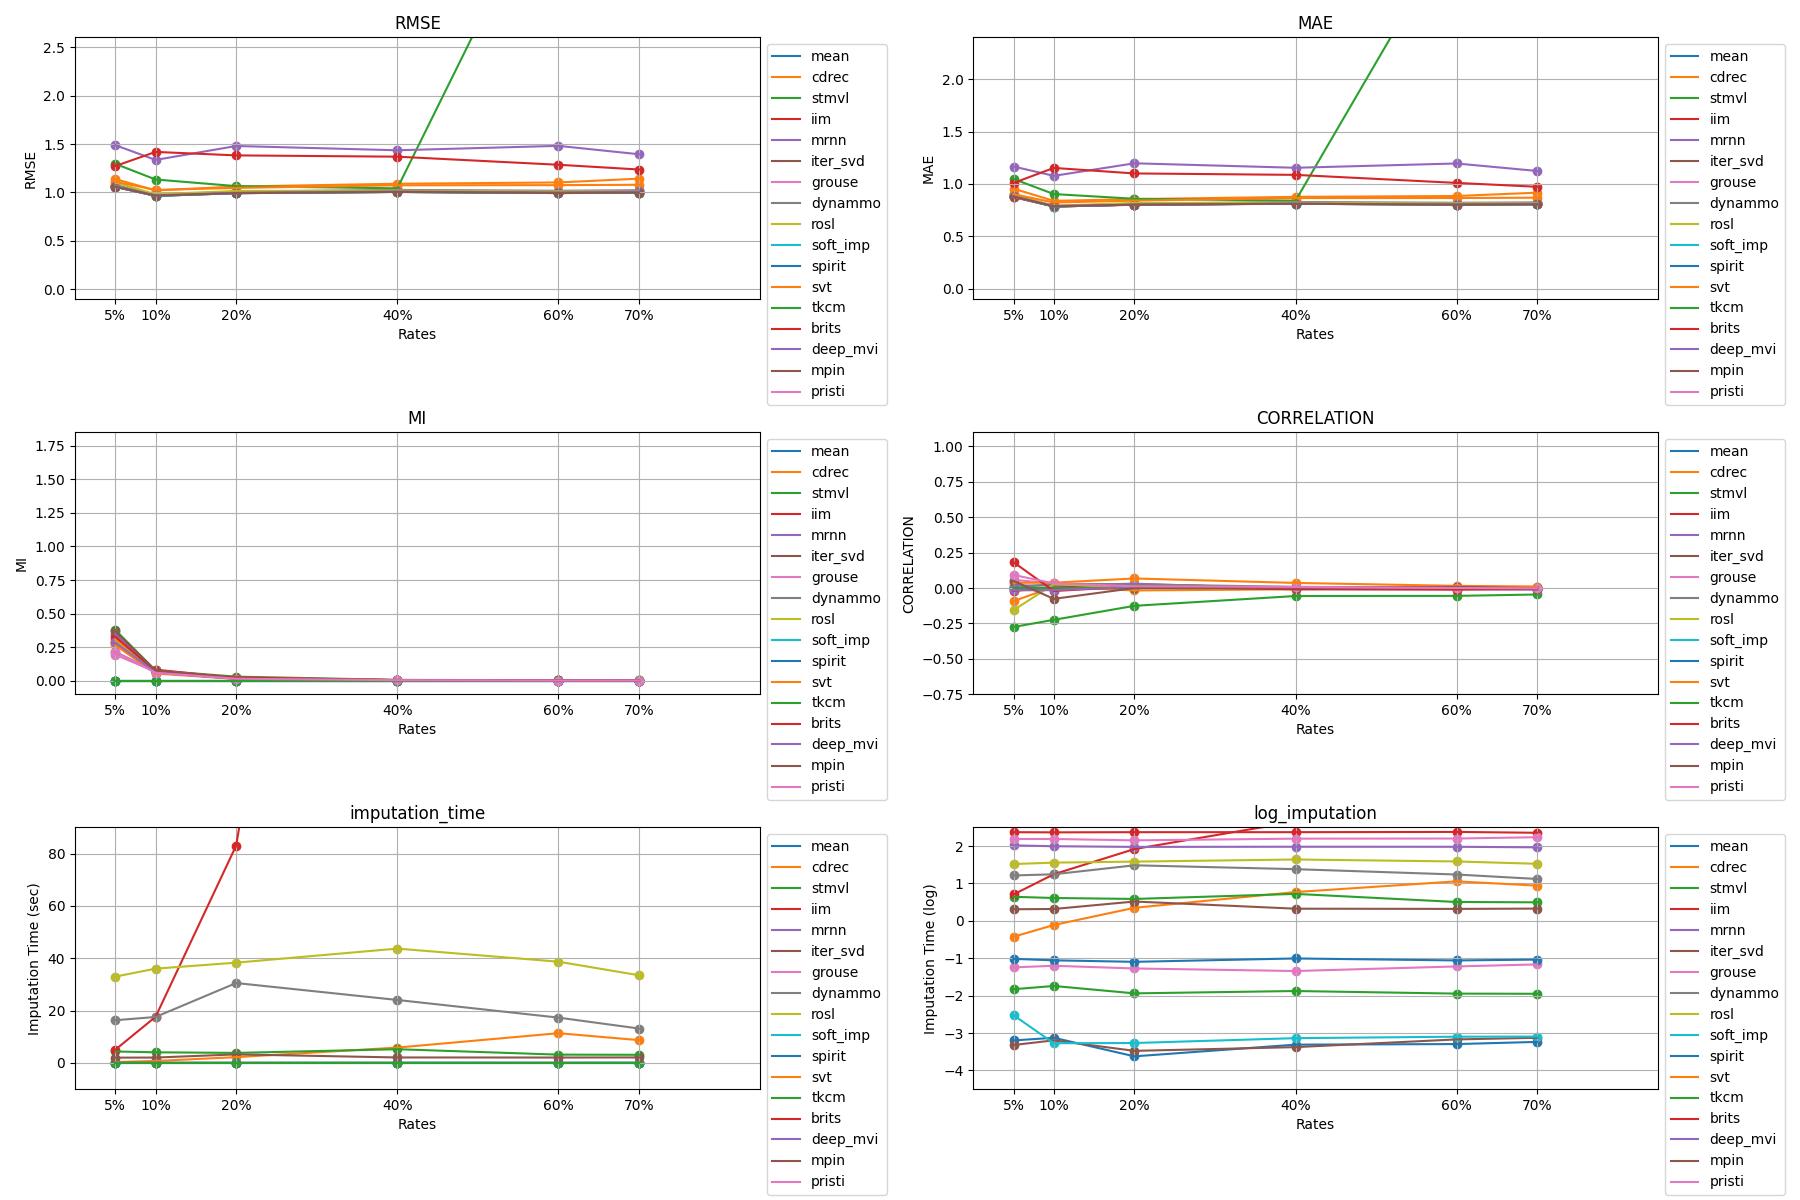 RMSE
RMSE
2.5
2.0
1.5
1.0
0.5
0.0
5%
10%
20%
40%
60%
70%
Rates
mean
cdrec
stmvl
iim
mrnn
iter_svd
grouse
dynammo
rosl
soft_imp
spirit
svt
tkcm
brits
deep_mvi
mpin
pristi
MAE
MAE
2.0
1.5
1.0
0.5
0.0
5%
10%
20%
40%
60%
70%
Rates
mean
cdrec
stmvl
iim
mrnn
iter_svd
grouse
dynammo
rosl
soft_imp
spirit
svt
tkcm
brits
deep_mvi
mpin
pristi
MI
MI
1.75
1.50
1.25
1.00
0.75
0.50
0.25
0.00
5%
10%
20%
40%
60%
70%
Rates
mean
cdrec
stmvl
iim
mrnn
iter_svd
grouse
dynammo
rosl
soft_imp
spirit
svt
tkcm
brits
deep_mvi
mpin
pristi
CORRELATION
CORRELATION
1.00
0.75
0.50
0.25
0.00
−0.25
−0.50
−0.75
5%
10%
20%
40%
60%
70%
Rates
mean
cdrec
stmvl
iim
mrnn
iter_svd
grouse
dynammo
rosl
soft_imp
spirit
svt
tkcm
brits
deep_mvi
mpin
pristi
imputation_time
Imputation Time (sec)
80
60
40
20
0
5%
10%
20%
40%
60%
70%
Rates
mean
cdrec
stmvl
iim
mrnn
iter_svd
grouse
dynammo
rosl
soft_imp
spirit
svt
tkcm
brits
deep_mvi
mpin
pristi
log_imputation
Imputation Time (log)
2
1
0
−1
−2
−3
−4
5%
10%
20%
40%
60%
70%
Rates
mean
cdrec
stmvl
iim
mrnn
iter_svd
grouse
dynammo
rosl
soft_imp
spirit
svt
tkcm
brits
deep_mvi
mpin
pristi